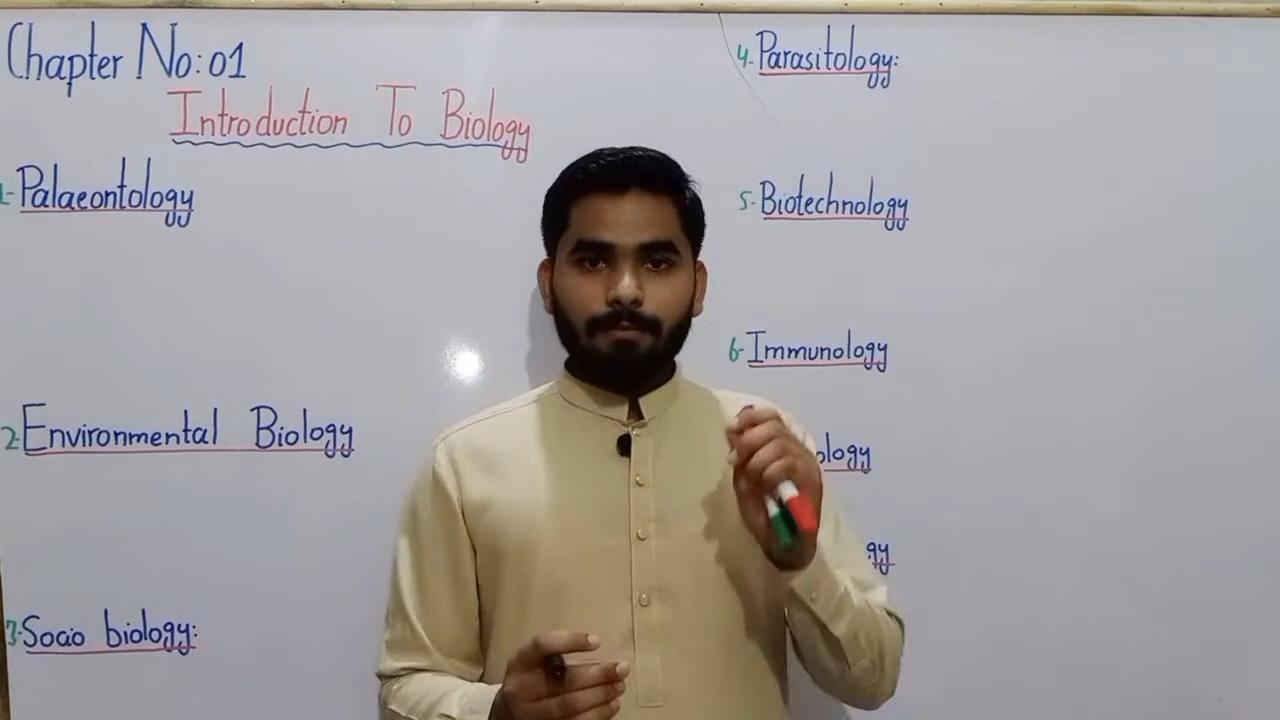 Chapter No:01
Introduction To Biology
1-Palaeontology
2-Environmental Biology
3-Socio biology:
4-Parasitology:
5-Biotechnology
6-Immunology